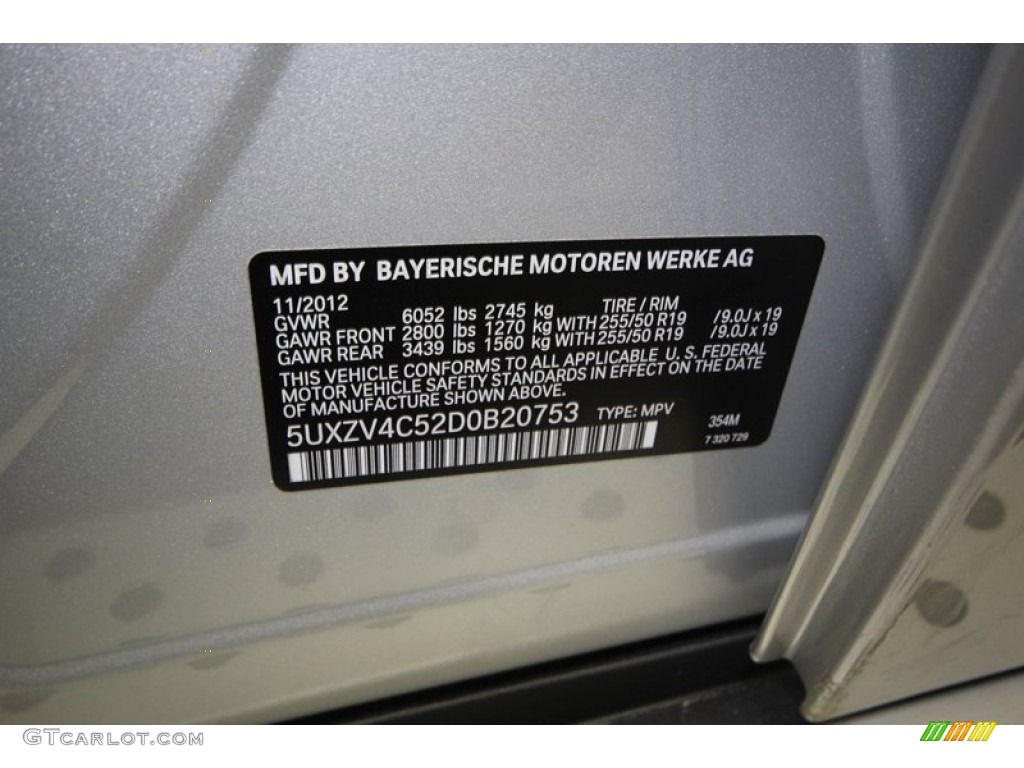 MFD BY BAYERISCHE MOTOREN WERKE AG
11/2012 TIRE / RIM
GVWR 6052 lbs 2745 kg
GAWR FRONT 2800 lbs 1270 kg WITH 255/50 R19 /9.0J x 19
GAWR REAR 3439 lbs 1560 kg WITH 255/50 R19 /9.0J x 19
THIS VEHICLE CONFORMS TO ALL APPLICABLE U. S. FEDERAL
MOTOR VEHICLE SAFETY STANDARDS IN EFFECT ON THE DATE
OF MANUFACTURE SHOWN ABOVE.
5UXZV4C52D0B20753 TYPE: MPV 354M
7 320 729
GTCarlot.com